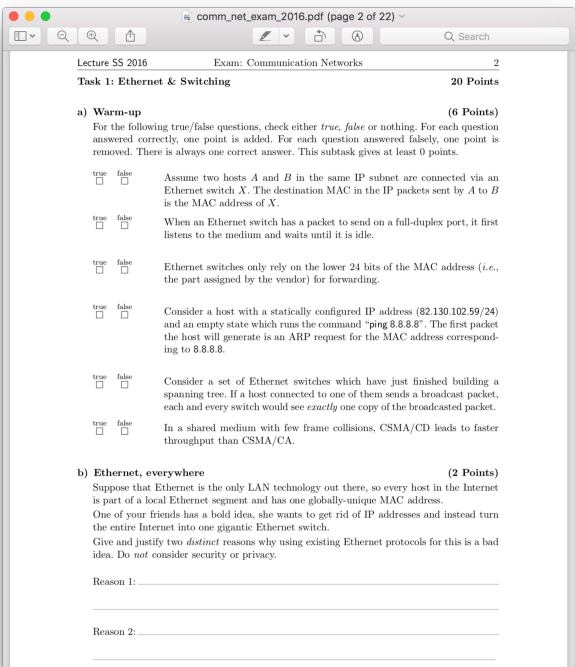 comm_net_exam_2016.pdf (page 2 of 22)
Search
Lecture SS 2016 Exam: Communication Networks 2
Task 1: Ethernet & Switching 20 Points
a) Warm-up (6 Points)
For the following true/false questions, check either true, false or nothing. For each question
answered correctly, one point is added. For each question answered falsely, one point is
removed. There is always one correct answer. This subtask gives at least 0 points.
true false
Assume two hosts A and B in the same IP subnet are connected via an
Ethernet switch X. The destination MAC in the IP packets sent by A to B
is the MAC address of X.
true false
When an Ethernet switch has a packet to send on a full-duplex port, it first
listens to the medium and waits until it is idle.
true false
Ethernet switches only rely on the lower 24 bits of the MAC address (i.e.,
the part assigned by the vendor) for forwarding.
true false
Consider a host with a statically configured IP address (82.130.102.59/24)
and an empty state which runs the command "ping 8.8.8.8". The first packet
the host will generate is an ARP request for the MAC address correspond-
ing to 8.8.8.8.
true false
Consider a set of Ethernet switches which have just finished building a
spanning tree. If a host connected to one of them sends a broadcast packet,
each and every switch would see exactly one copy of the broadcasted packet.
true false
In a shared medium with few frame collisions, CSMA/CD leads to faster
throughput than CSMA/CA.
b) Ethernet, everywhere (2 Points)
Suppose that Ethernet is the only LAN technology out there, so every host in the Internet
is part of a local Ethernet segment and has one globally-unique MAC address.
One of your friends has a bold idea, she wants to get rid of IP addresses and instead turn
the entire Internet into one gigantic Ethernet switch.
Give and justify two distinct reasons why using existing Ethernet protocols for this is a bad
idea. Do not consider security or privacy.
Reason 1:
Reason 2: